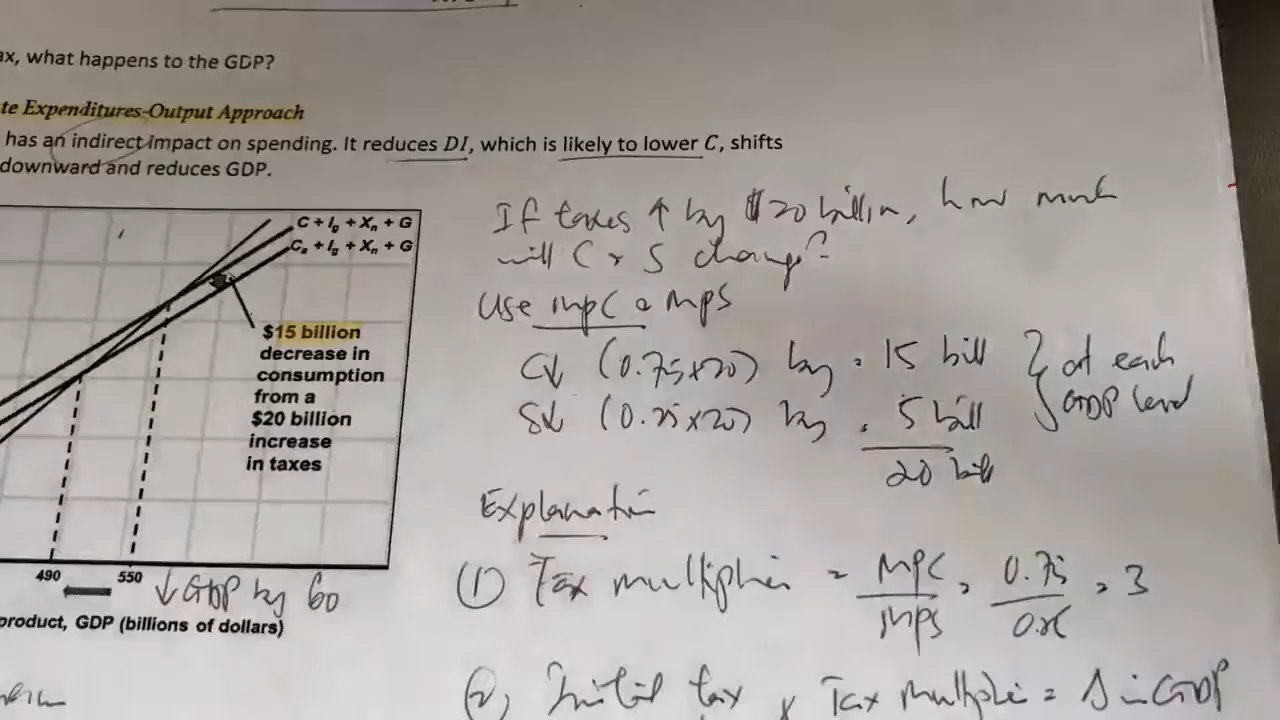 ax, what happens to the GDP?
te Expenditures-Output Approach
has an indirect impact on spending. It reduces DI, which is likely to lower C, shifts
downward and reduces GDP.
C + Ig + Xn + G
Ca + Ig + Xn + G
$15 billion
decrease in
consumption
from a
$20 billion
increase
in taxes
490
550
↓ GDP by 60
product, GDP (billions of dollars)
If taxes ↑ by $20 billion, how much
will C & S change?
Use MPC & MPS
C↓ (0.75x20) by = 15 bill
S↓ (0.25x20) by = 5 bill
} at each
GDP level
20 bill
Explanation
(1) Tax multiplier = MPC/MPS = 0.75/0.25 = 3
(2) Initial tax x Tax multiplier = Δ in GDP